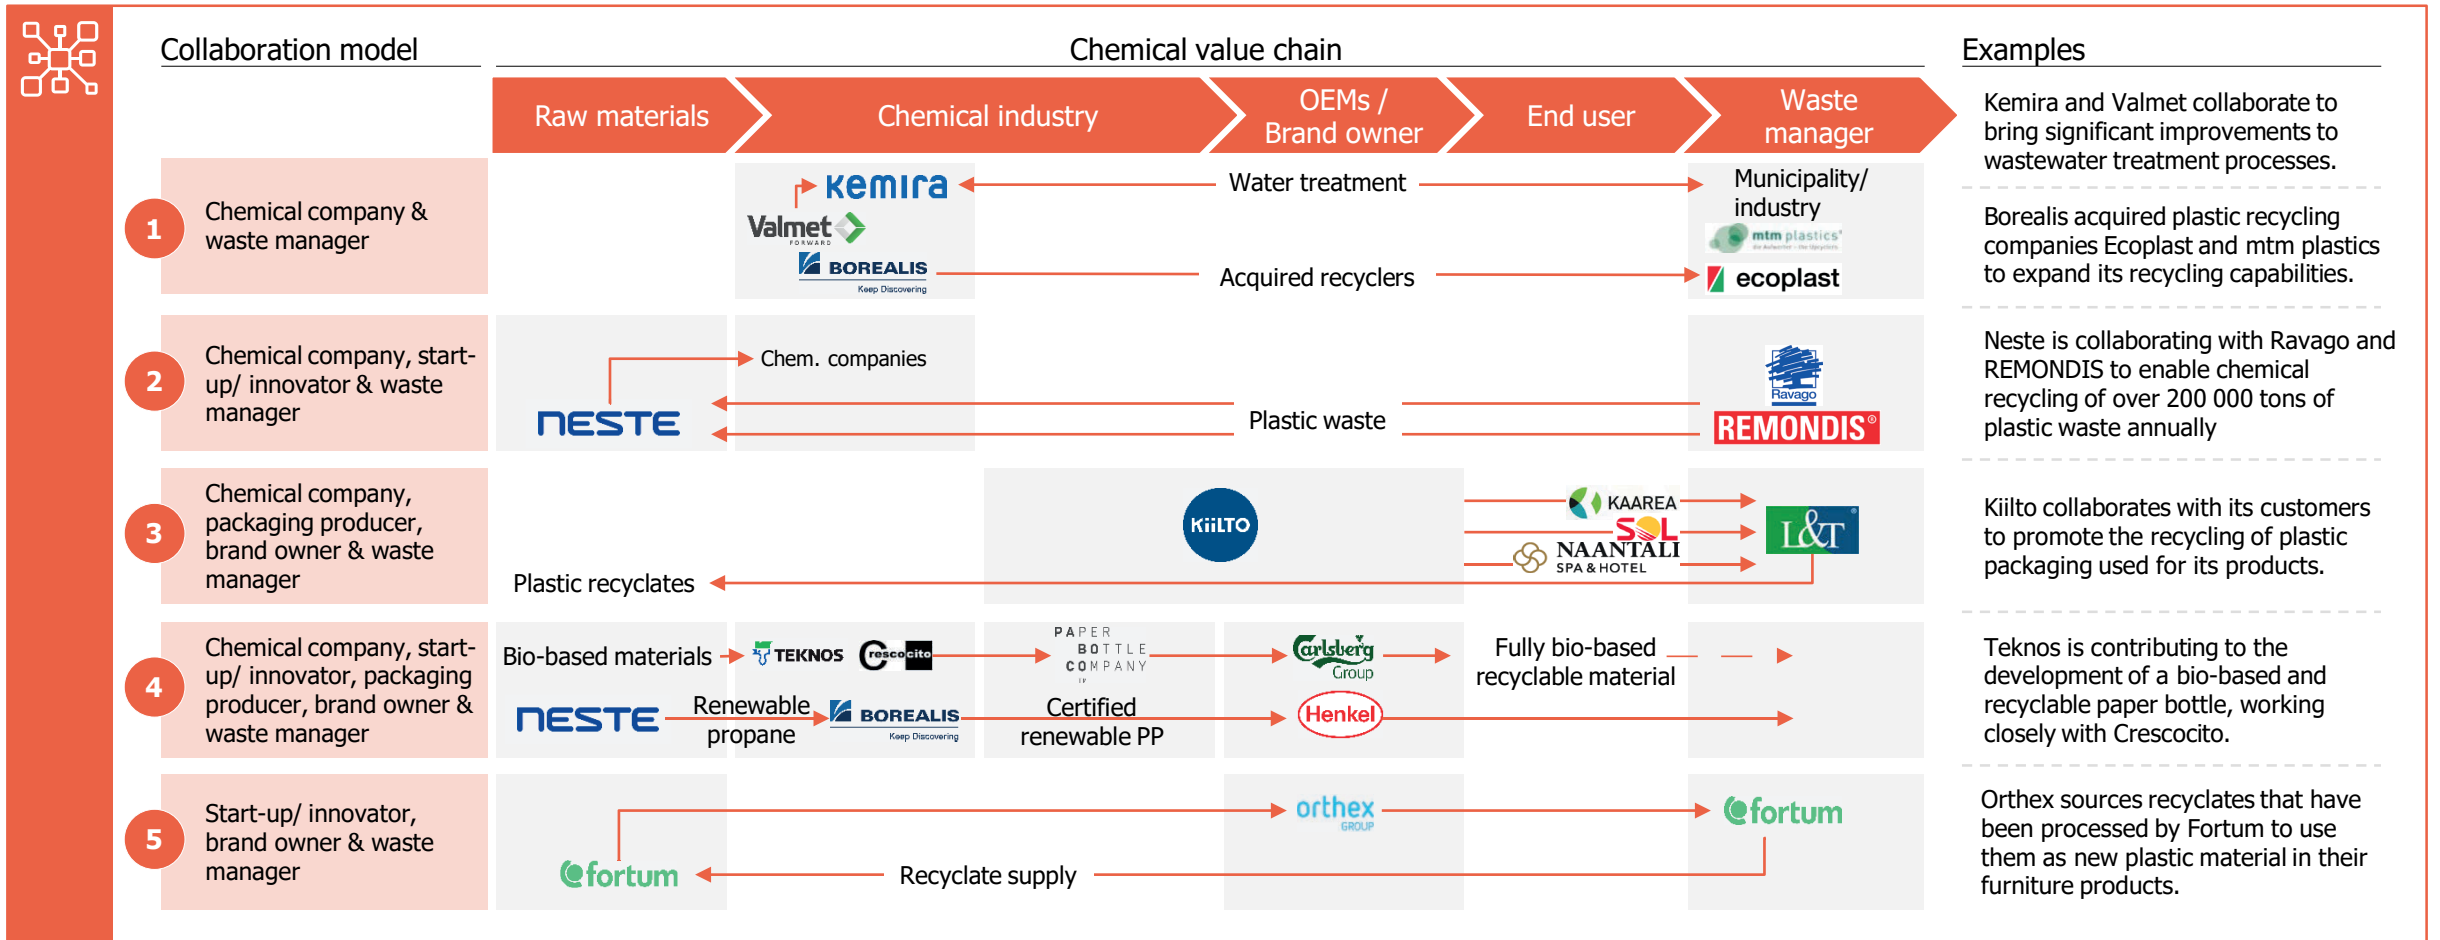 Collaboration model
Chemical value chain
Examples
Raw materials
Chemical industry
OEMs /
Brand owner
End user
Waste
manager
1
Chemical company &
waste manager
Kemira
Valmet
FORWARD
BOREALIS
Keep Discovering
Water treatment
Acquired recyclers
Municipality/
industry
mtm plastics
ecoplast
Kemira and Valmet collaborate to
bring significant improvements to
wastewater treatment processes.
Borealis acquired plastic recycling
companies Ecoplast and mtm plastics
to expand its recycling capabilities.
2
Chemical company, start-
up/ innovator & waste
manager
NESTE
Chem. companies
Plastic waste
Ravago
REMONDIS®
Neste is collaborating with Ravago and
REMONDIS to enable chemical
recycling of over 200 000 tons of
plastic waste annually
3
Chemical company,
packaging producer,
brand owner & waste
manager
Plastic recyclates
KiiLTO
KAAREA
SOL
NAANTALI
SPA & HOTEL
L&T
Kiilto collaborates with its customers
to promote the recycling of plastic
packaging used for its products.
4
Chemical company, start-
up/ innovator, packaging
producer, brand owner &
waste manager
Bio-based materials
TEKNOS
Crescocito
PAPER
BOTTLE
COMPANY
Carlsberg
Group
Fully bio-based
recyclable material
NESTE
Renewable
propane
BOREALIS
Keep Discovering
Certified
renewable PP
Henkel
Teknos is contributing to the
development of a bio-based and
recyclable paper bottle, working
closely with Crescocito.
5
Start-up/ innovator,
brand owner & waste
manager
fortum
Recyclate supply
orthex
GROUP
fortum
Orthex sources recyclates that have
been processed by Fortum to use
them as new plastic material in their
furniture products.